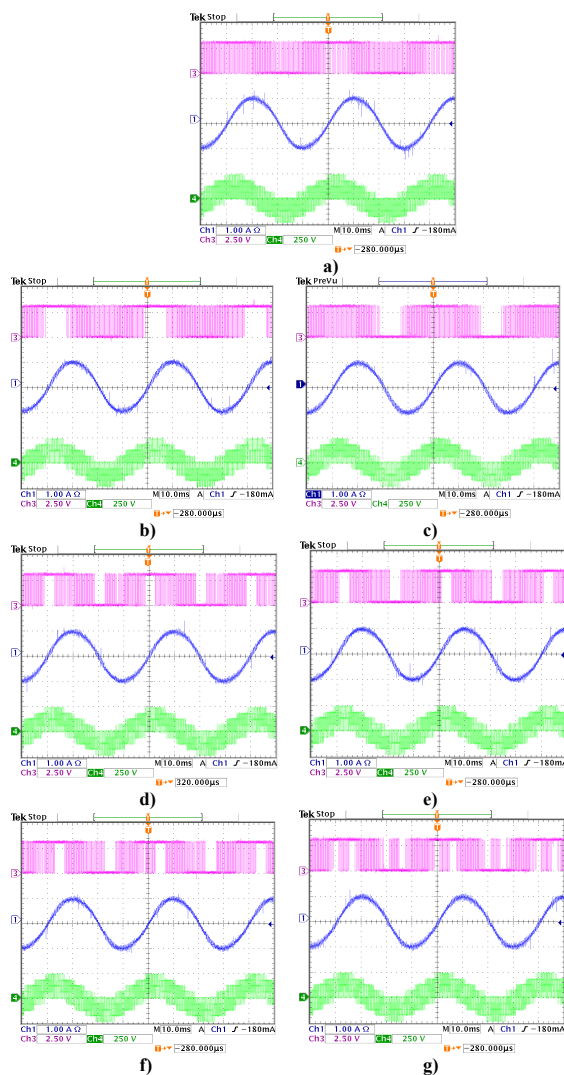 Tek Stop
T
3
1
4
Ch1 1.00 A Ω M 10.0ms A Ch1 ʃ −180mA
Ch3 2.50 V Ch4 250 V
T→▼ −280.000µs
a)
Tek Stop
T
3
1
4
Ch1 1.00 A Ω M 10.0ms A Ch1 ʃ −180mA
Ch3 2.50 V Ch4 250 V
T→▼ −280.000µs
b)
Tek PreVu
T
3
1
4
Ch1 1.00 A Ω M 10.0ms A Ch1 ʃ −180mA
Ch3 2.50 V Ch4 250 V
T→▼ −280.000µs
c)
Tek Stop
T
3
1
4
Ch1 1.00 A Ω M 10.0ms A Ch1 ʃ −180mA
Ch3 2.50 V Ch4 250 V
T→▼ 320.000µs
d)
Tek Stop
T
3
1
4
Ch1 1.00 A Ω M 10.0ms A Ch1 ʃ −180mA
Ch3 2.50 V Ch4 250 V
T→▼ −280.000µs
e)
Tek Stop
T
3
1
4
Ch1 1.00 A Ω M 10.0ms A Ch1 ʃ −180mA
Ch3 2.50 V Ch4 250 V
T→▼ −280.000µs
f)
Tek Stop
T
3
1
4
Ch1 1.00 A Ω M 10.0ms A Ch1 ʃ −180mA
Ch3 2.50 V Ch4 250 V
T→▼ −280.000µs
g)